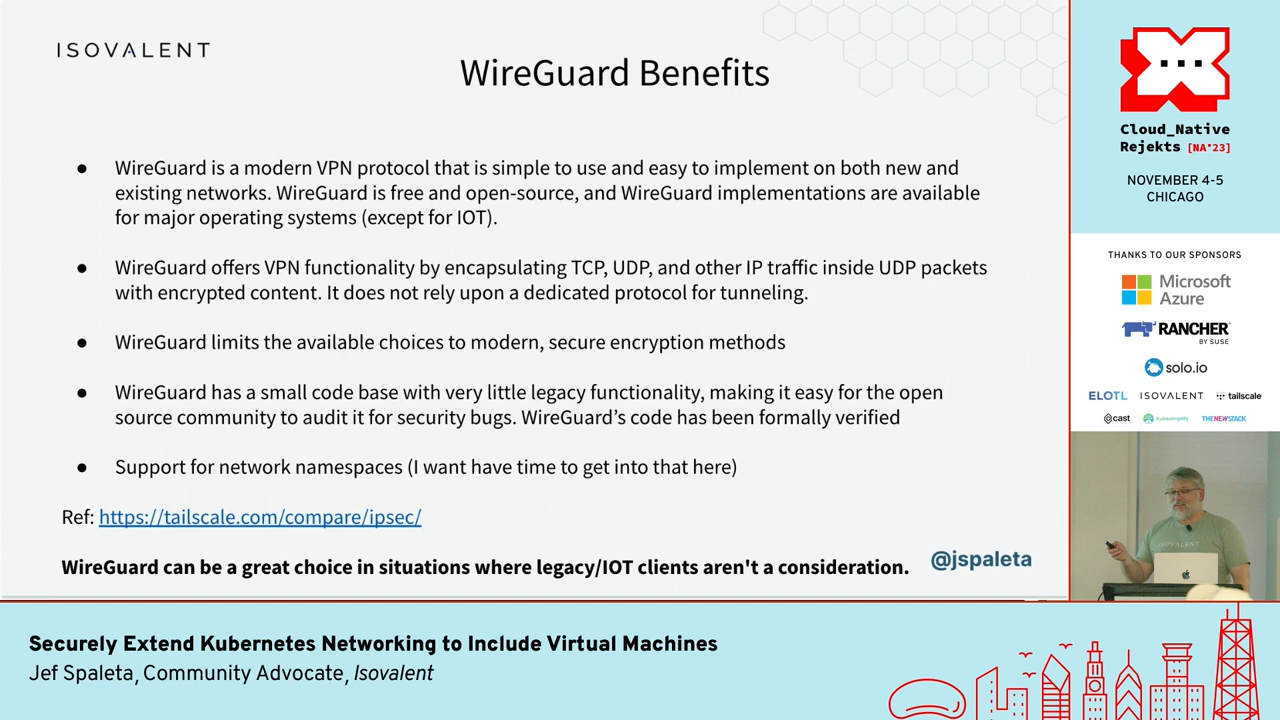 ISOVALENT
WireGuard Benefits
● WireGuard is a modern VPN protocol that is simple to use and easy to implement on both new and
existing networks. WireGuard is free and open-source, and WireGuard implementations are available
for major operating systems (except for IOT).
● WireGuard offers VPN functionality by encapsulating TCP, UDP, and other IP traffic inside UDP packets
with encrypted content. It does not rely upon a dedicated protocol for tunneling.
● WireGuard limits the available choices to modern, secure encryption methods
● WireGuard has a small code base with very little legacy functionality, making it easy for the open
source community to audit it for security bugs. WireGuard’s code has been formally verified
● Support for network namespaces (I want have time to get into that here)
Ref: https://tailscale.com/compare/ipsec/
WireGuard can be a great choice in situations where legacy/IOT clients aren't a consideration.
@jspaleta
Cloud_Native
Rejekts [NA'23]
NOVEMBER 4-5
CHICAGO
THANKS TO OUR SPONSORS
Microsoft
Azure
RANCHER
BY SUSE
solo.io
ELOTL ISOVALENT tailscale
cast kubesimplify THENEWSTACK
ISOVALENT
Securely Extend Kubernetes Networking to Include Virtual Machines
Jef Spaleta, Community Advocate, Isovalent